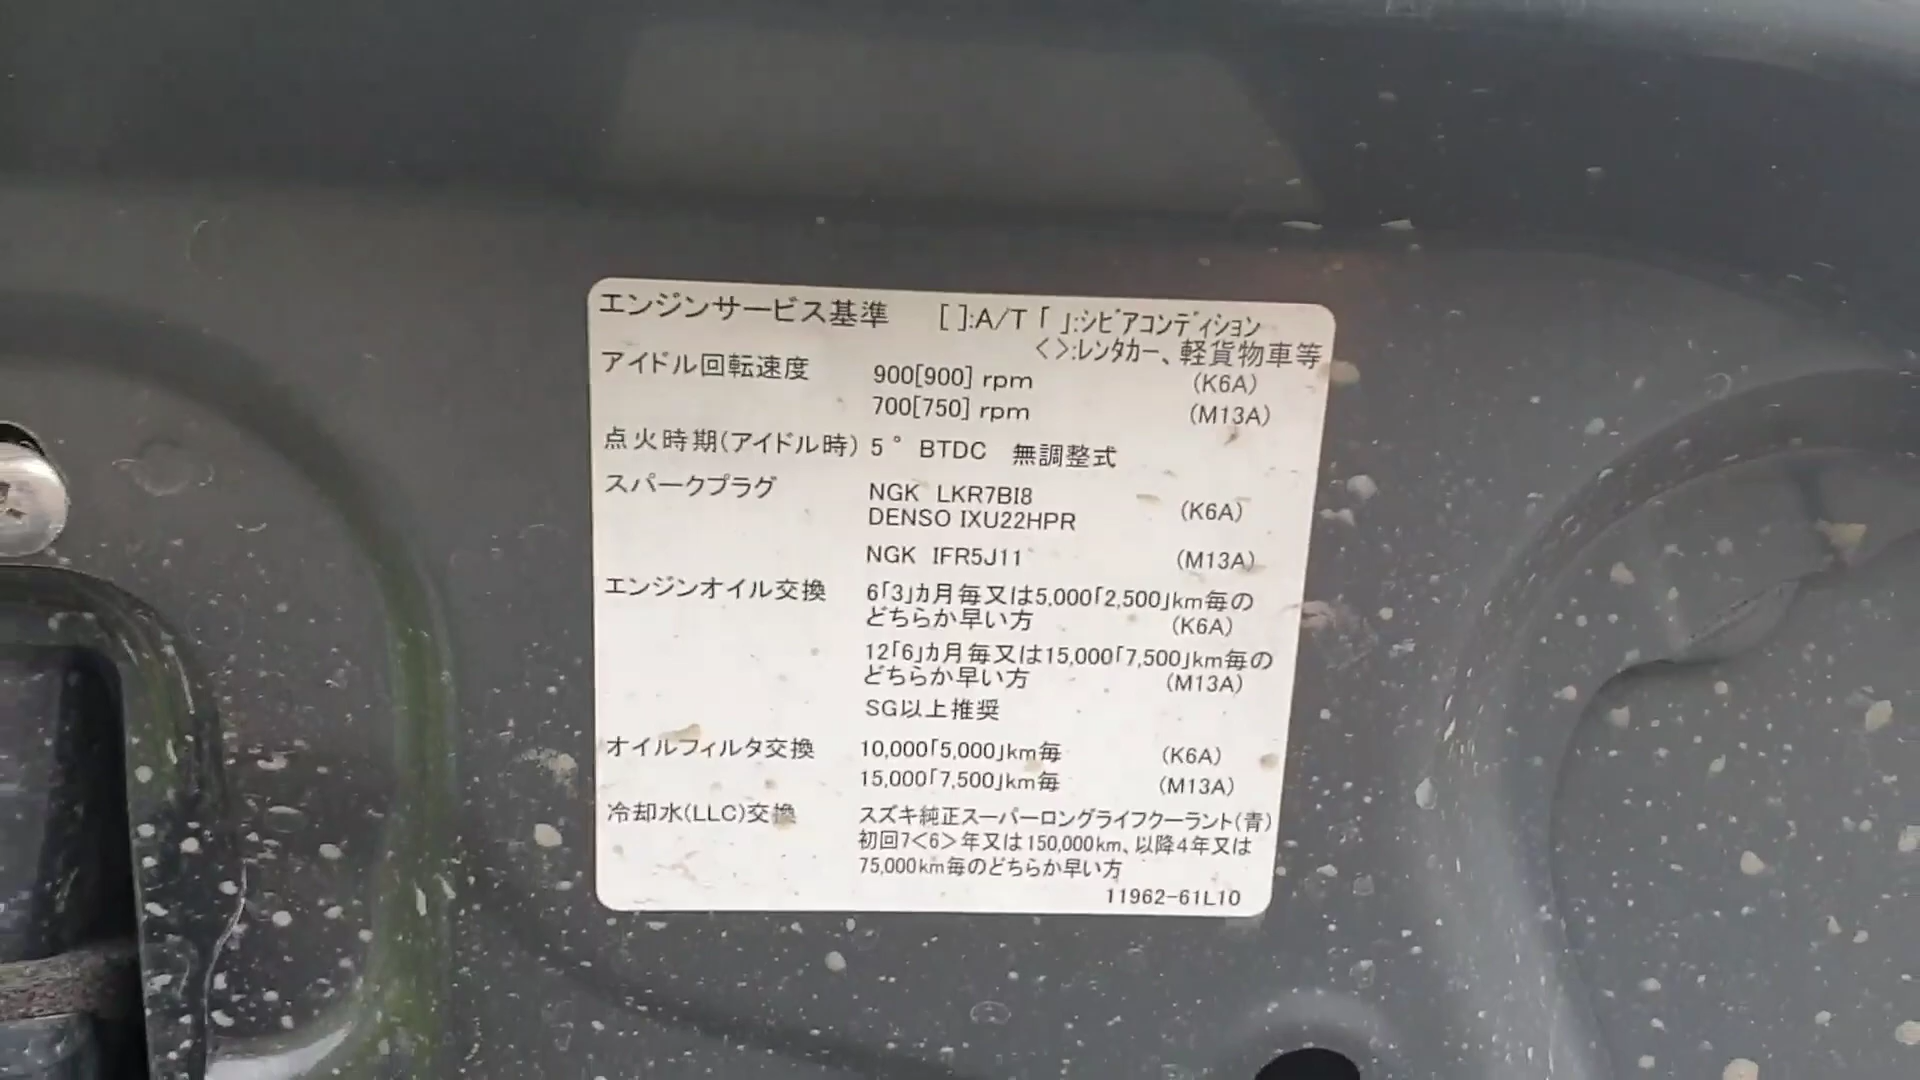 エンジンサービス基準 [ ]:A/T「 」:シビアコンディション
< >:レンタカー、軽貨物車等
アイドル回転速度 900[900] rpm (K6A)
700[750] rpm (M13A)
点火時期(アイドル時) 5° BTDC 無調整式
スパークプラグ NGK LKR7BI8
DENSO IXU22HPR (K6A)
NGK IFR5J11 (M13A)
エンジンオイル交換 6「3」カ月毎又は5,000「2,500」km毎の
どちらか早い方 (K6A)
12「6」カ月毎又は15,000「7,500」km毎の
どちらか早い方 (M13A)
SG以上推奨
オイルフィルタ交換 10,000「5,000」km毎 (K6A)
15,000「7,500」km毎 (M13A)
冷却水(LLC)交換 スズキ純正スーパーロングライフクーラント(青)
初回7<6>年又は150,000km、以降4年又は
75,000km毎のどちらか早い方
11962-61L10